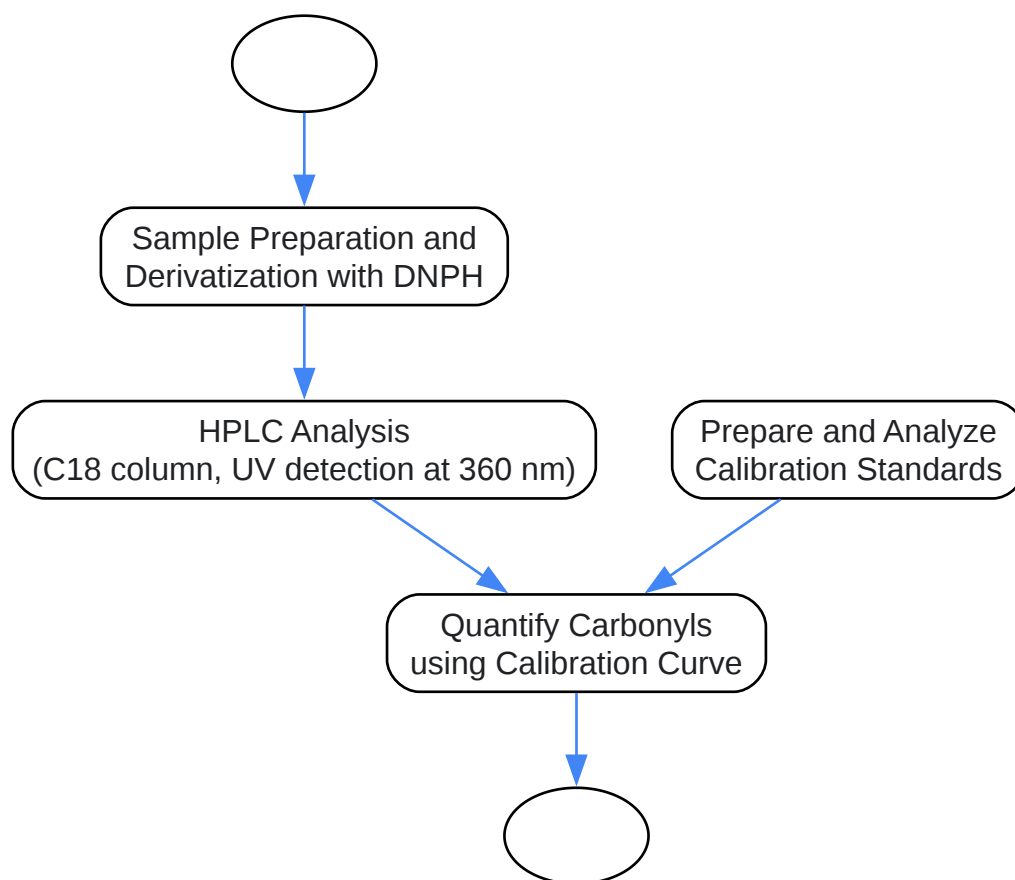 Sample Preparation and
Derivatization with DNPH
HPLC Analysis
(C18 column, UV detection at 360 nm)
Prepare and Analyze
Calibration Standards
Quantify Carbonyls
using Calibration Curve